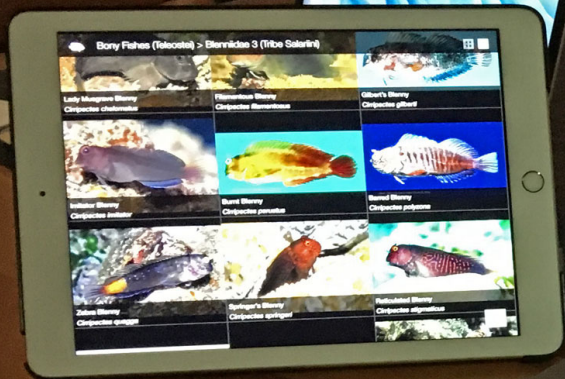 Bony Fishes (Teleostei) > Blenniidae 3 (Tribe Salariini)
Lady Musgrave Blenny
Cirripectes chelomatus
Filamentous Blenny
Cirripectes filamentosus
Gilbert's Blenny
Cirripectes gilberti
Imitator Blenny
Cirripectes imitator
Burnt Blenny
Cirripectes perustus
Barred Blenny
Cirripectes polyzona
Zebra Blenny
Cirripectes quagga
Springer's Blenny
Cirripectes springeri
Reticulated Blenny
Cirripectes stigmaticus